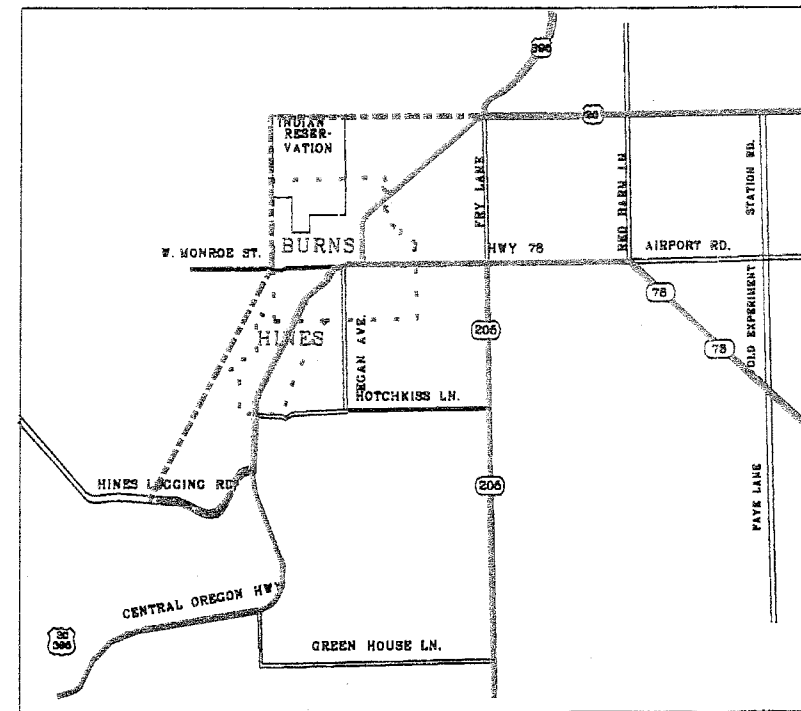 395
20
INDIAN
RESER-
VATION
FRY LANE
RED BARN LN
STATION RD.
W. MONROE ST.
BURNS
HWY 78
AIRPORT RD.
78
HINES
EGAN AVE.
205
78
OLD EXPERIMENT
HOTCHKISS LN.
HINES LOGGING RD
205
FAYE LANE
CENTRAL OREGON HWY
20
395
GREEN HOUSE LN.